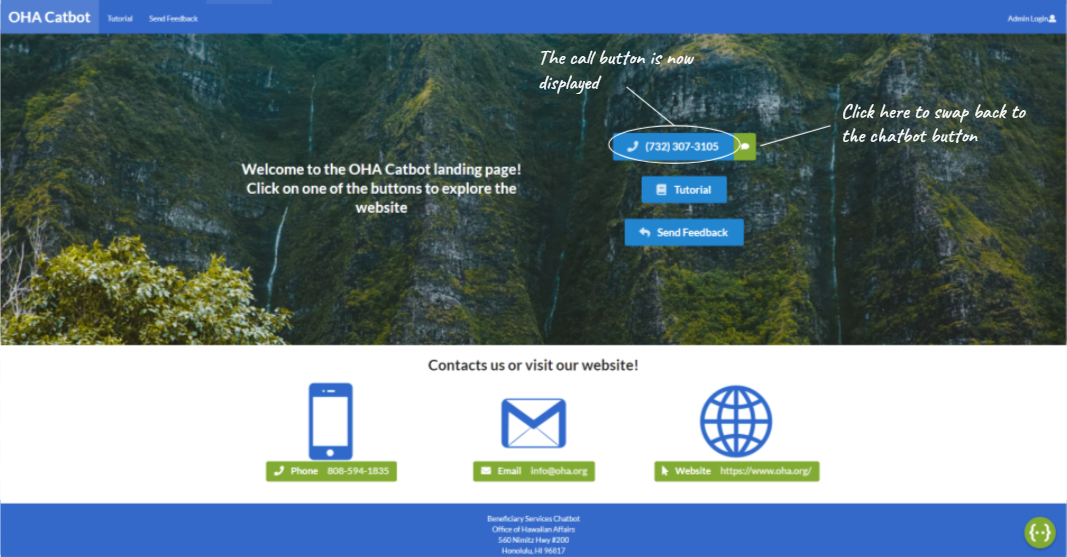 OHA Catbot
Tutorial
Send Feedback
Admin Login
The call button is now
displayed
Click here to swap back to
the chatbot button
(732) 307-3105
Welcome to the OHA Catbot landing page!
Click on one of the buttons to explore the
website
Tutorial
Send Feedback
Contacts us or visit our website!
Phone 808-594-1835
Email info@oha.org
Website https://www.oha.org/
Beneficiary Services Chatbot
Office of Hawaiian Affairs
560 Nimitz Hwy #200
Honolulu, HI 96817
{··}